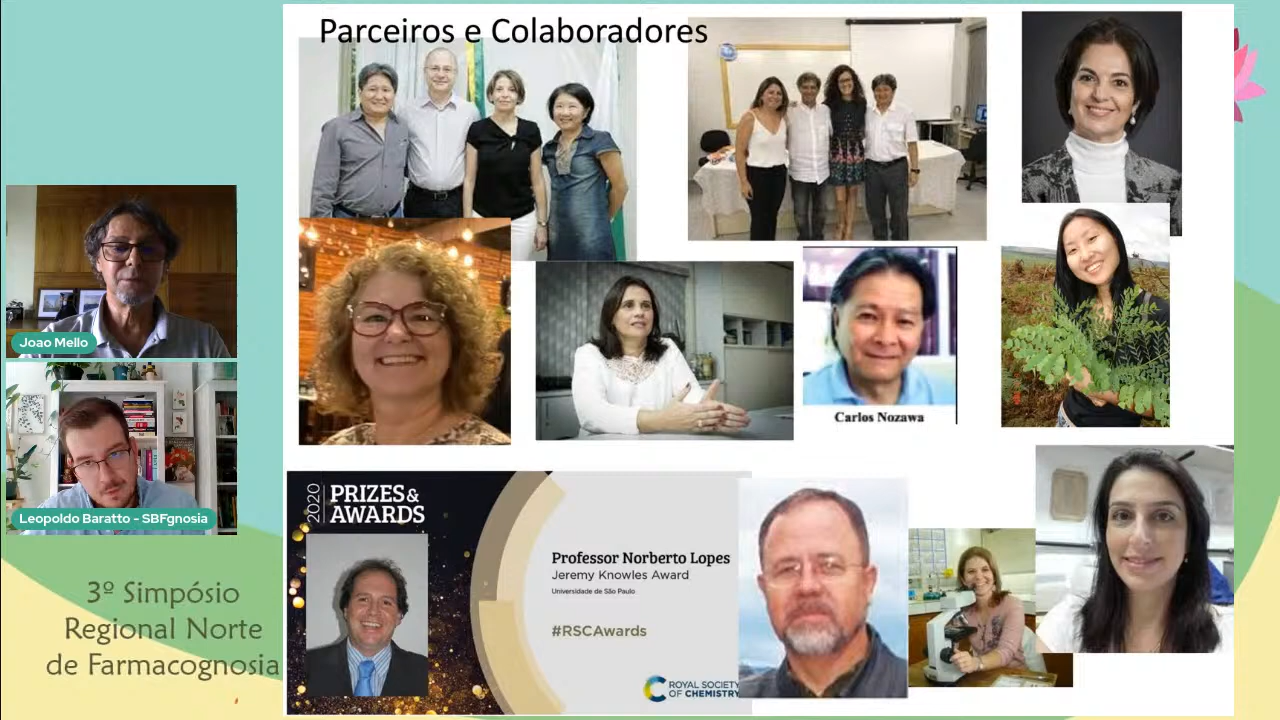 Parceiros e Colaboradores
Joao Mello
Leopoldo Baratto - SBFgnosia
3º Simpósio
Regional Norte
de Farmacognosia
Carlos Nozawa
2020
PRIZES &
AWARDS
Professor Norberto Lopes
Jeremy Knowles Award
Universidade de São Paulo
#RSCAwards
ROYAL SOCIETY
OF CHEMISTRY